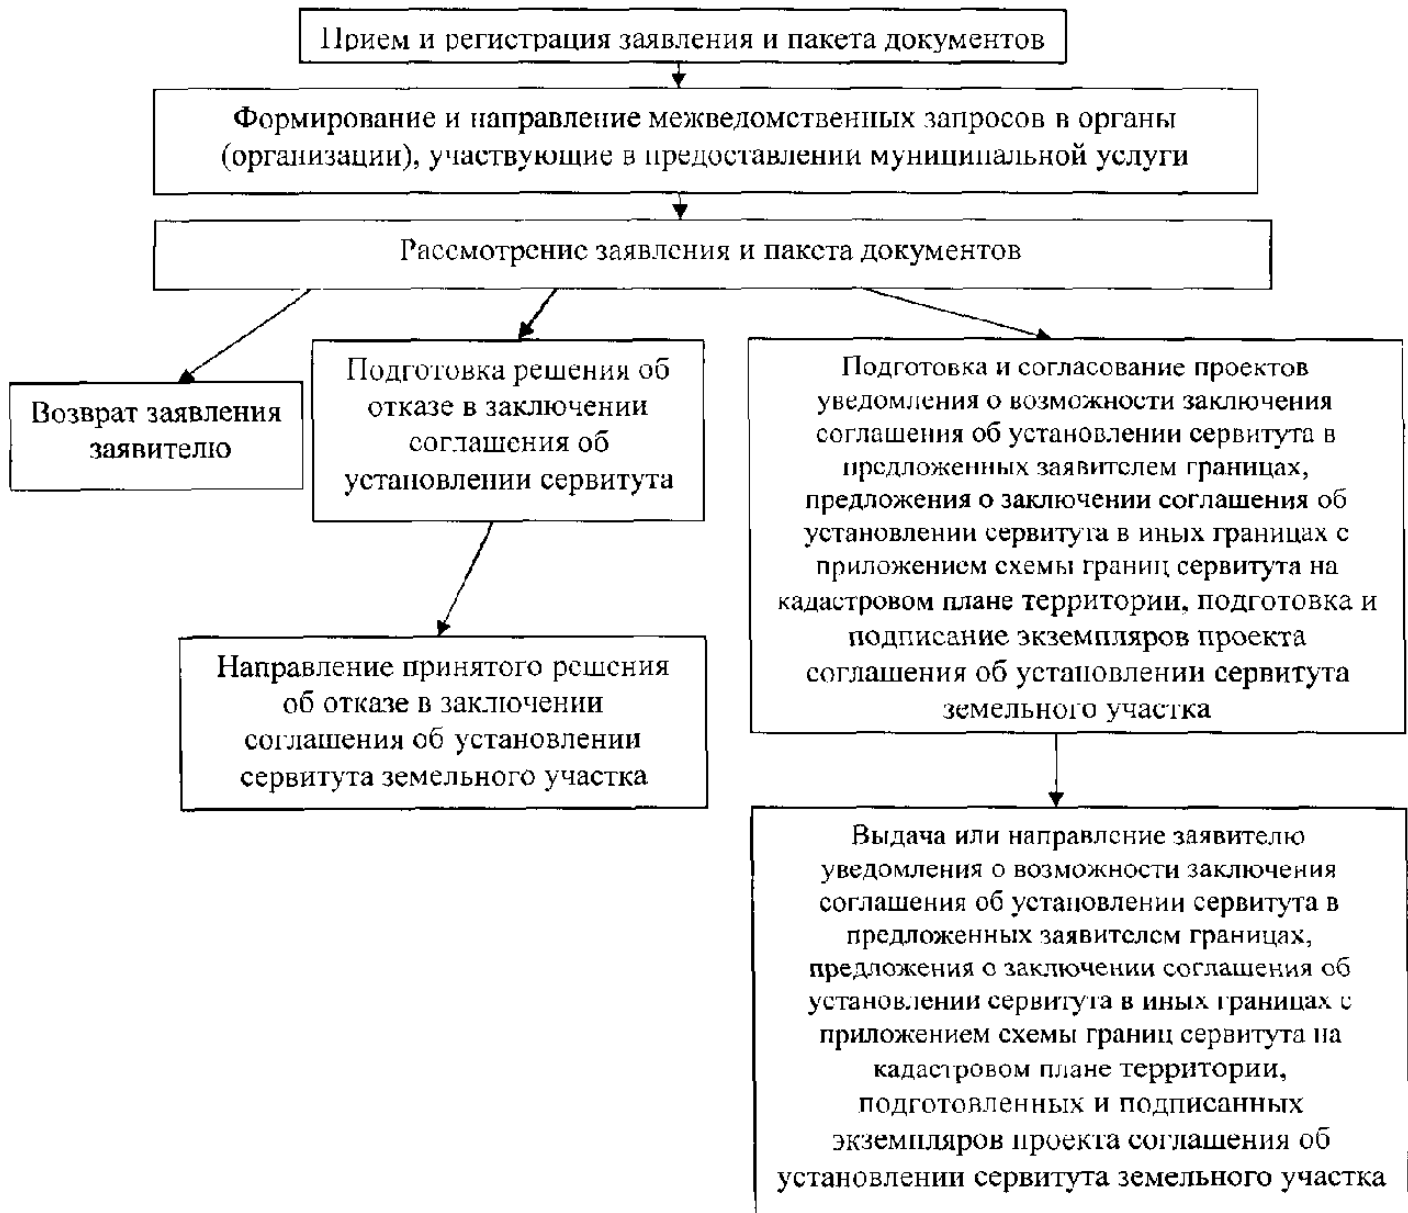 Прием и регистрация заявления и пакета документов
Формирование и направление межведомственных запросов в органы
(организации), участвующие в предоставлении муниципальной услуги
Рассмотрение заявления и пакета документов
Возврат заявления
заявителю
Подготовка решения об
отказе в заключении
соглашения об
установлении сервитута
Направление принятого решения
об отказе в заключении
соглашения об установлении
сервитута земельного участка
Подготовка и согласование проектов
уведомления о возможности заключения
соглашения об установлении сервитута в
предложенных заявителем границах,
предложения о заключении соглашения об
установлении сервитута в иных границах с
приложением схемы границ сервитута на
кадастровом плане территории, подготовка и
подписание экземпляров проекта
соглашения об установлении сервитута
земельного участка
Выдача или направление заявителю
уведомления о возможности заключения
соглашения об установлении сервитута в
предложенных заявителем границах,
предложения о заключении соглашения об
установлении сервитута в иных границах с
приложением схемы границ сервитута на
кадастровом плане территории,
подготовленных и подписанных
экземпляров проекта соглашения об
установлении сервитута земельного участка